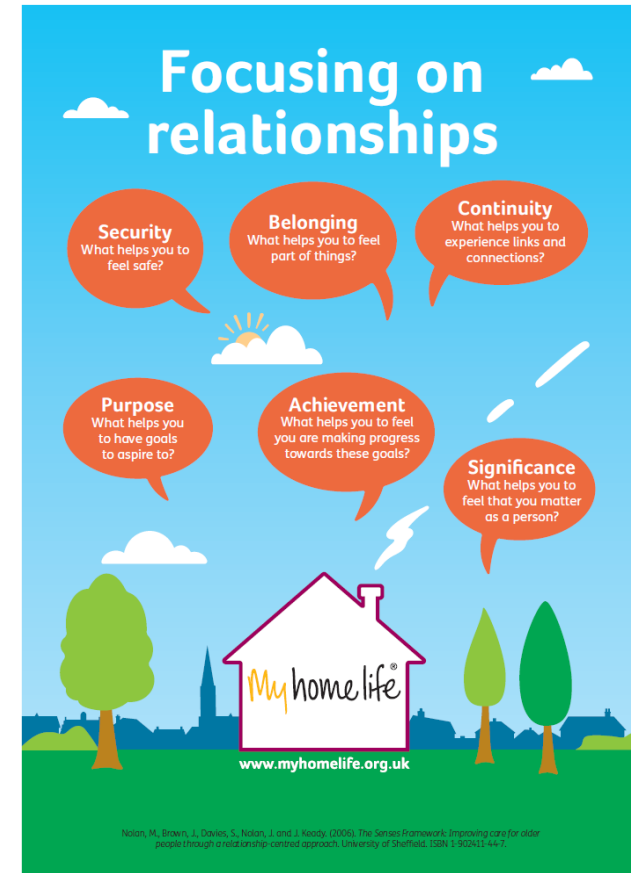 Focusing on
relationships
Security
What helps you to
feel safe?
Belonging
What helps you to feel
part of things?
Continuity
What helps you to
experience links and
connections?
Purpose
What helps you
to have goals
to aspire to?
Achievement
What helps you to feel
you are making progress
towards these goals?
Significance
What helps you to
feel that you matter
as a person?
My home life®
www.myhomelife.org.uk
Nolan, M., Brown, J., Davies, S., Nolan, J. and J. Keady. (2006). The Senses Framework: Improving care for older
people through a relationship-centred approach. University of Sheffield. ISBN 1-902411-44-7.